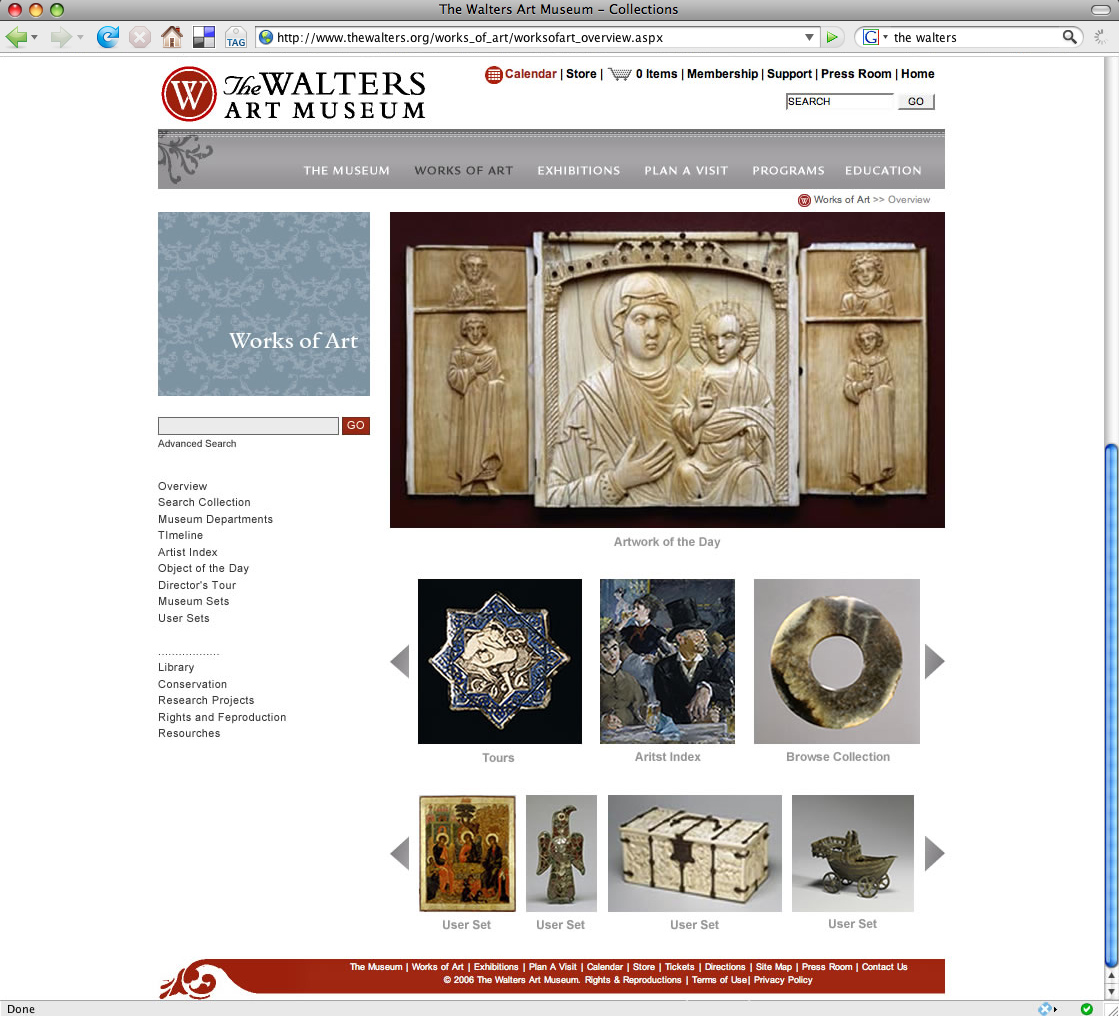 The Walters Art Museum – Collections
TAG
http://www.thewalters.org/works_of_art/worksofart_overview.aspx
G
the walters
W The WALTERS
ART MUSEUM
Calendar | Store | 0 Items | Membership | Support | Press Room | Home
SEARCH
GO
THE MUSEUM WORKS OF ART EXHIBITIONS PLAN A VISIT PROGRAMS EDUCATION
W Works of Art >> Overview
Works of Art
GO
Advanced Search
Overview
Search Collection
Museum Departments
TImeline
Artist Index
Object of the Day
Director's Tour
Museum Sets
User Sets
..................
Library
Conservation
Research Projects
Rights and Feproduction
Resourches
Artwork of the Day
Tours
Aritst Index
Browse Collection
User Set
User Set
User Set
User Set
The Museum | Works of Art | Exhibitions | Plan A Visit | Calendar | Store | Tickets | Directions | Site Map | Press Room | Contact Us
© 2006 The Walters Art Museum. Rights & Reproductions | Terms of Use| Privacy Policy
Done